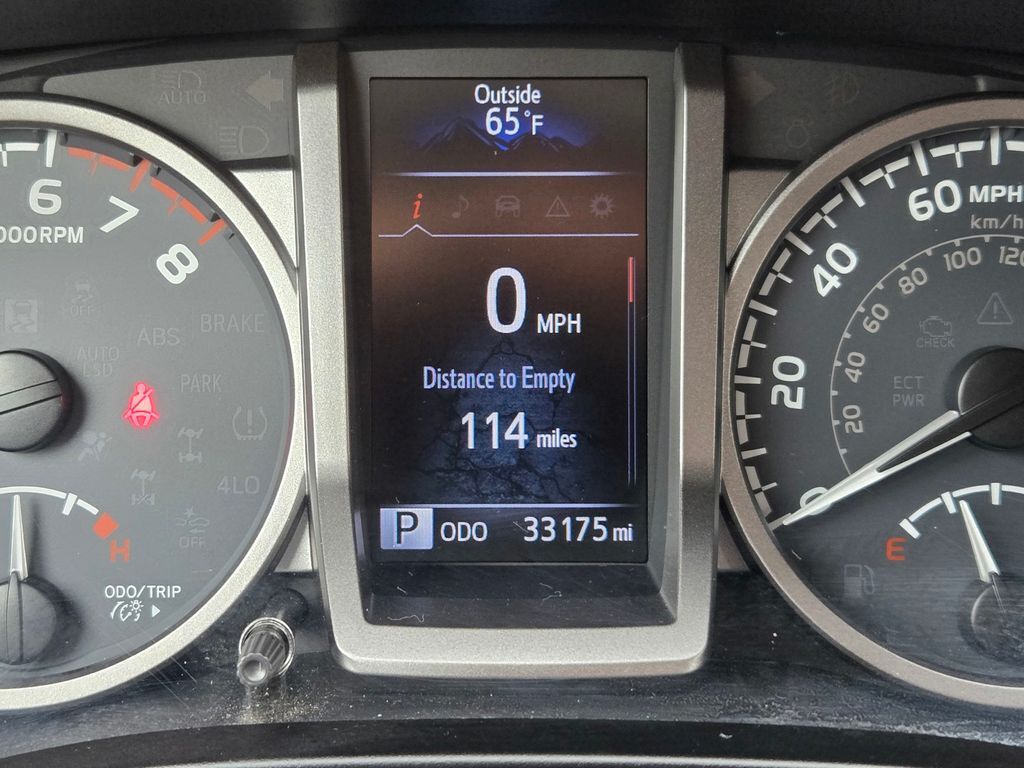 Outside
65°F
i
0 MPH
Distance to Empty
114 miles
P ODO 33175 mi
6
7
8
000RPM
AUTO
OFF
ABS
BRAKE
AUTO
LSD
PARK
4LO
OFF
H
ODO/TRIP
60 MPH
km/h
40
100
120
80
60
20
40
20
0
CHECK
ECT
PWR
E